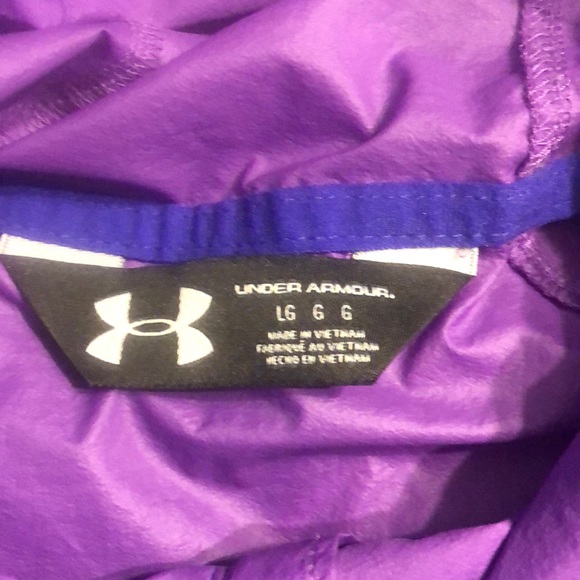 UNDER ARMOUR.
LG G G
MADE IN VIETNAM
FABRIQUÉ AU VIETNAM
HECHO EN VIETNAM